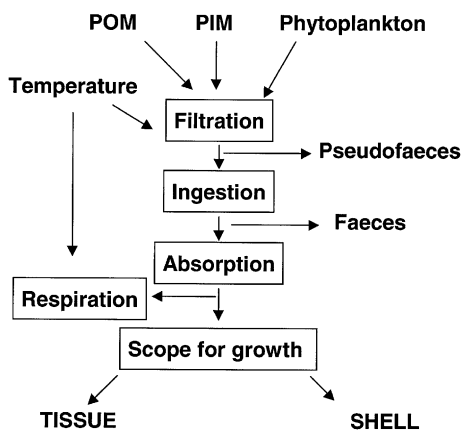 POM PIM Phytoplankton
Temperature
Filtration
Pseudofaeces
Ingestion
Faeces
Absorption
Respiration
Scope for growth
TISSUE SHELL